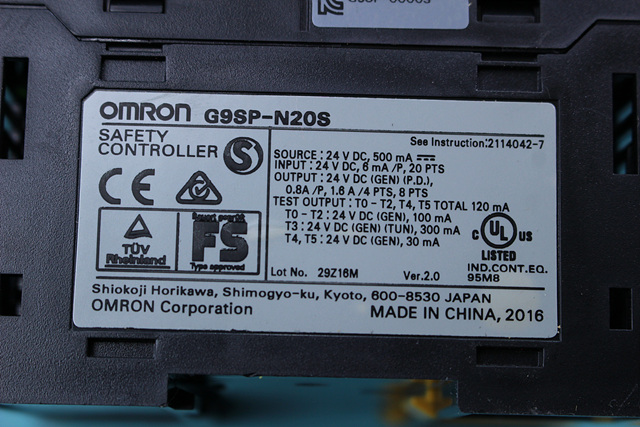 OMRON G9SP-N20S
SAFETY
CONTROLLER
See Instruction:2114042-7
SOURCE: 24 V DC, 500 mA
INPUT: 24 V DC, 6 mA /P, 20 PTS
OUTPUT: 24 V DC (GEN) (P.D.),
0.8A /P, 1.6 A /4 PTS, 8 PTS
TEST OUTPUT: T0 - T2, T4, T5 TOTAL 120 mA
T0 - T2: 24 V DC (GEN), 100 mA
T3: 24 V DC (GEN) (TUN), 300 mA
T4, T5: 24 V DC (GEN), 30 mA
CE
TÜV
Rheinland
FS
Type approved
C UL US
LISTED
IND.CONT.EQ.
95M8
Lot No. 29Z16M Ver.2.0
Shiokoji Horikawa, Shimogyo-ku, Kyoto, 600-8530 JAPAN
OMRON Corporation MADE IN CHINA, 2016